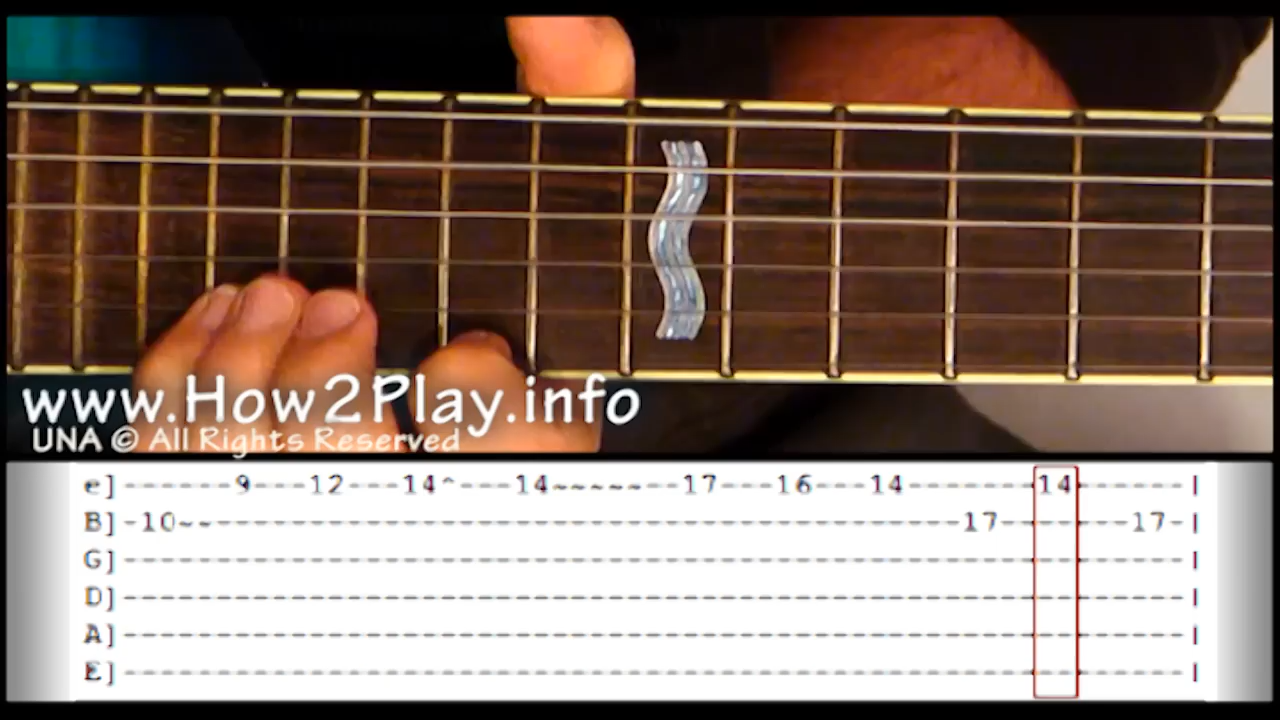 www.How2Play.info
UNA © All Rights Reserved
e]------9---12---14^---14~~~~~--17---16---14-------14------|
B]-10~~----------------------------------------17-------17-|
G]---------------------------------------------------------|
D]---------------------------------------------------------|
A]---------------------------------------------------------|
E]---------------------------------------------------------|